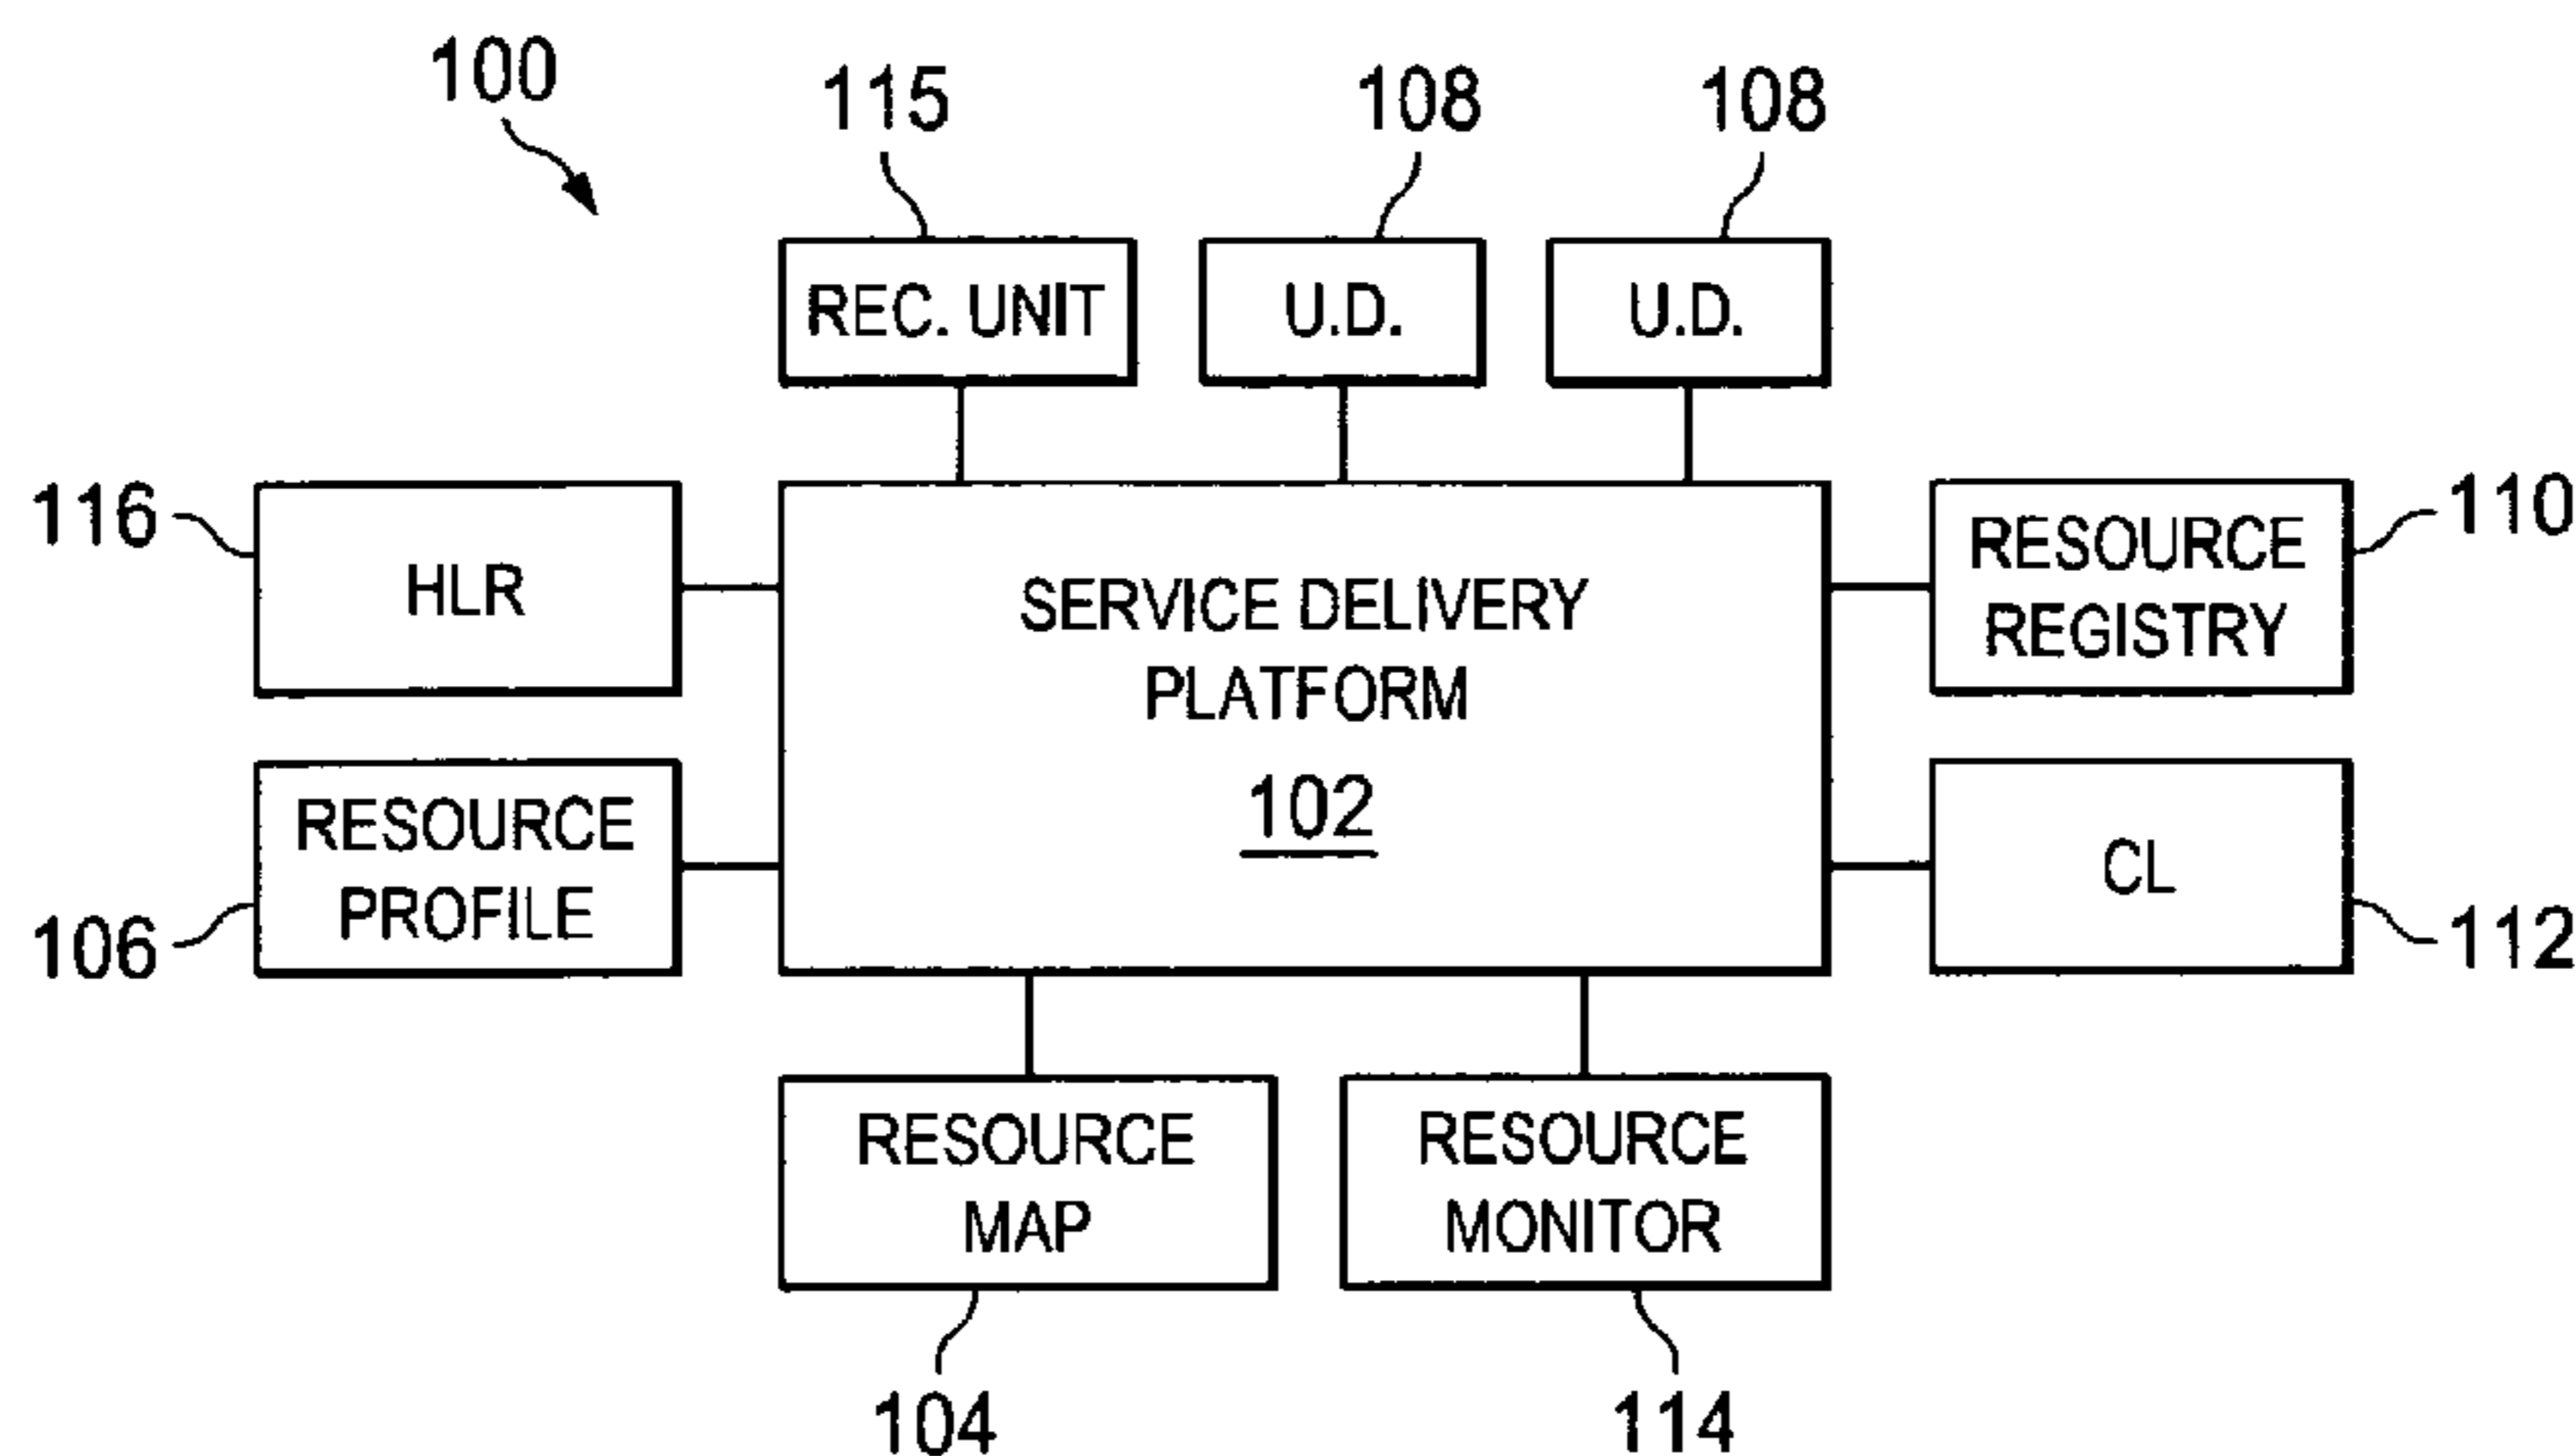 100
115
108
108
REC. UNIT
U.D.
U.D.
116
HLR
SERVICE DELIVERY
PLATFORM
102
RESOURCE
REGISTRY
110
106
RESOURCE
PROFILE
CL
112
RESOURCE
MAP
RESOURCE
MONITOR
104
114